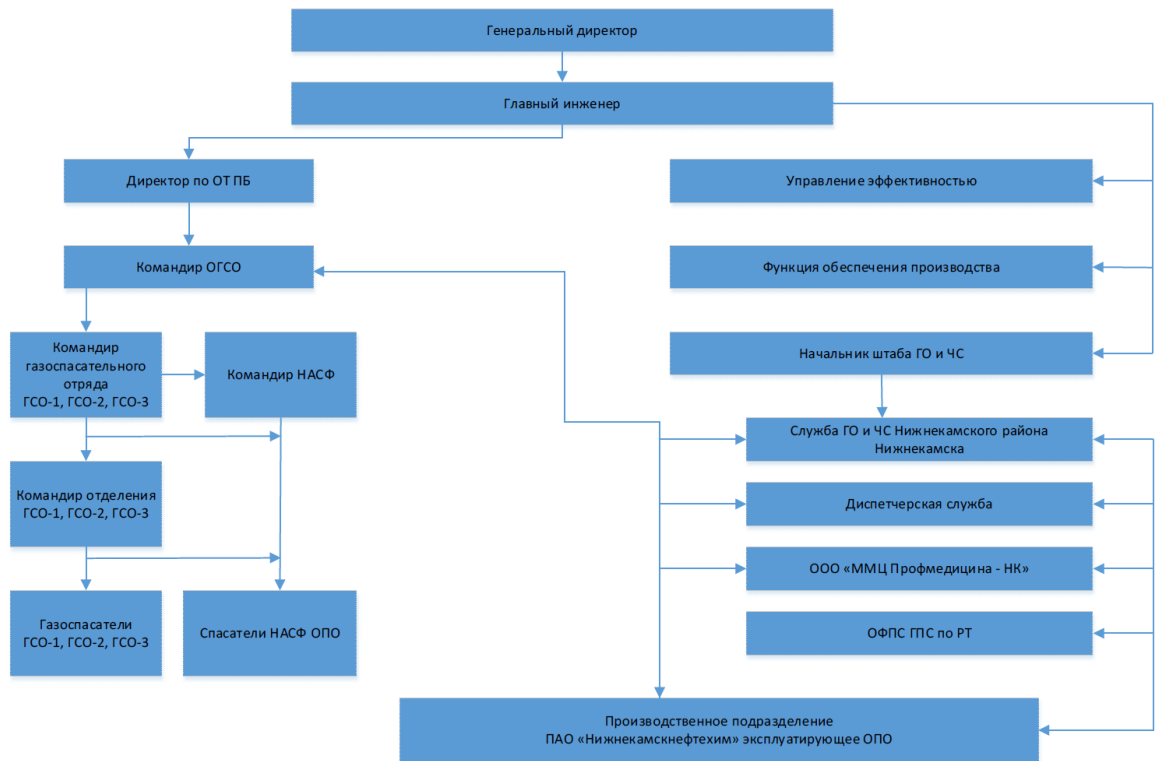 Генеральный директор
Главный инженер
Директор по ОТ ПБ
Управление эффективностью
Командир ОГСО
Функция обеспечения производства
Командир
газоспасательного
отряда
ГСО-1, ГСО-2, ГСО-3
Командир НАСФ
Начальник штаба ГО и ЧС
Служба ГО и ЧС Нижнекамского района
Нижнекамска
Командир отделения
ГСО-1, ГСО-2, ГСО-3
Диспетчерская служба
ООО «ММЦ Профмедицина - НК»
Газоспасатели
ГСО-1, ГСО-2, ГСО-3
Спасатели НАСФ ОПО
ОФПС ГПС по РТ
Производственное подразделение
ПАО «Нижнекамскнефтехим» эксплуатирующее ОПО